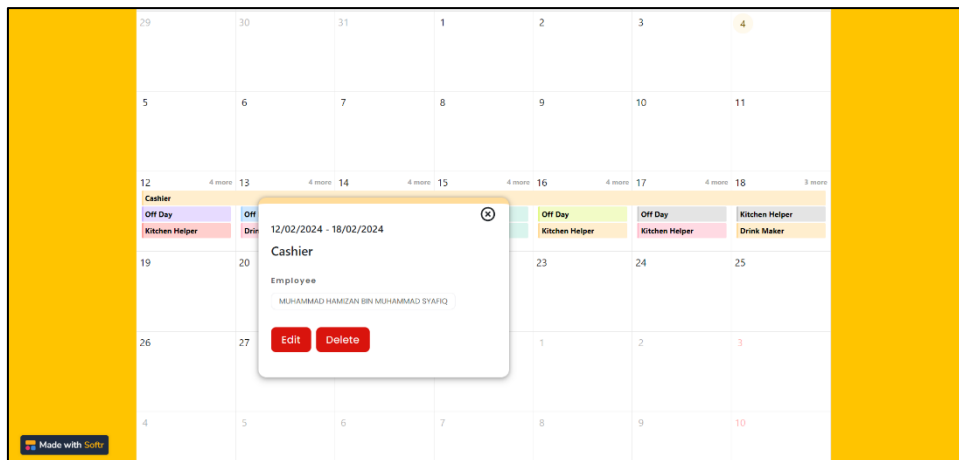 29 30 31 1 2 3 4
5 6 7 8 9 10 11
12 4 more 13 4 more 14 4 more 15 4 more 16 4 more 17 4 more 18 3 more
Cashier
Off Day Off Off Day Off Day Kitchen Helper
Kitchen Helper Kitchen Helper Kitchen Helper Drink Maker
12/02/2024 - 18/02/2024
Cashier
Employee
MUHAMMAD HAMIZAN BIN MUHAMMAD SYAFIQ
Edit Delete
19 20 23 24 25
26 27 1 2 3
4 5 6 7 8 9 10
Made with Softr